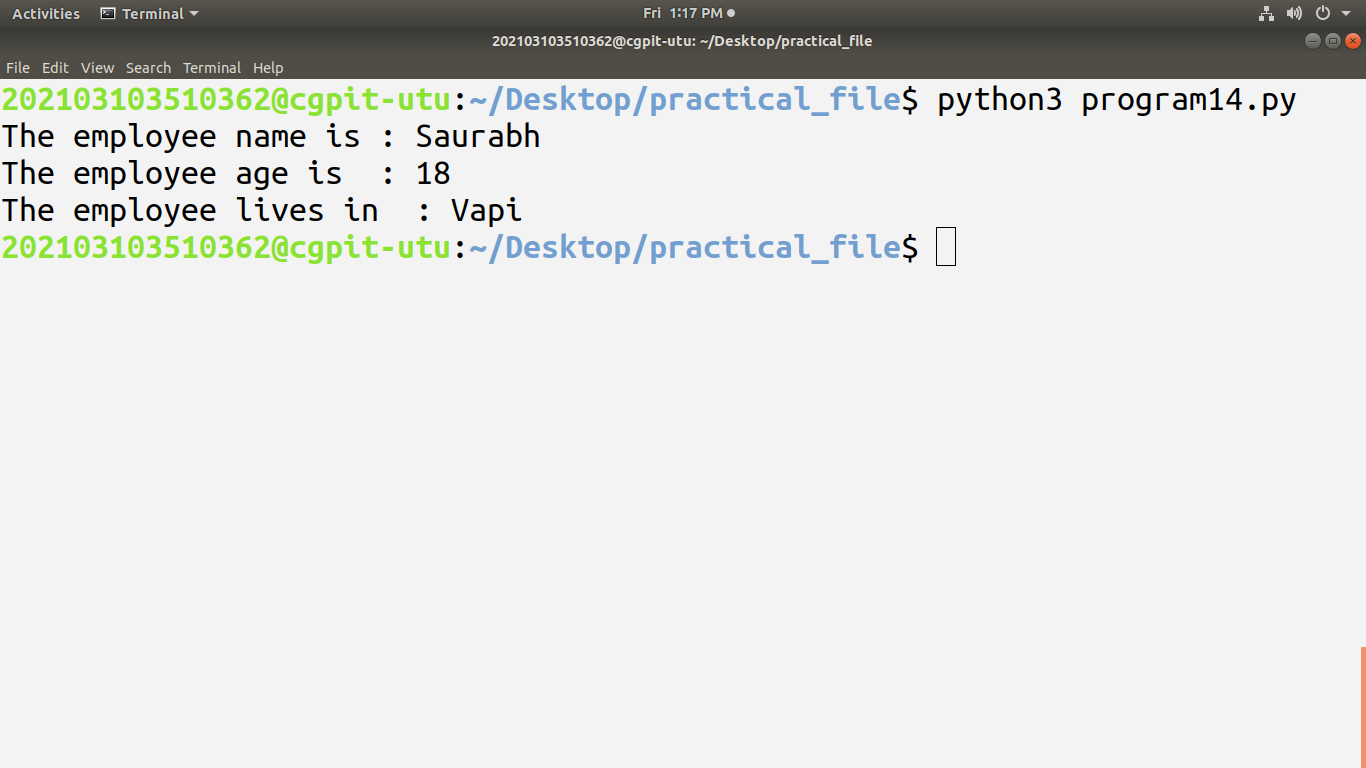 Activities Terminal Fri 1:17 PM
202103103510362@cgpit-utu: ~/Desktop/practical_file
File Edit View Search Terminal Help
202103103510362@cgpit-utu:~/Desktop/practical_file$ python3 program14.py
The employee name is : Saurabh
The employee age is  : 18
The employee lives in  : Vapi
202103103510362@cgpit-utu:~/Desktop/practical_file$